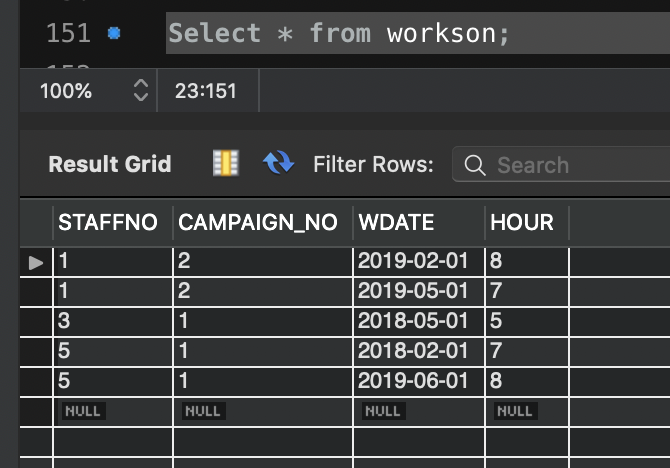 151 Select * from workson;
100% 23:151
Result Grid Filter Rows: Search
STAFFNO CAMPAIGN_NO WDATE HOUR
1 2 2019-02-01 8
1 2 2019-05-01 7
3 1 2018-05-01 5
5 1 2018-02-01 7
5 1 2019-06-01 8
NULL NULL NULL NULL